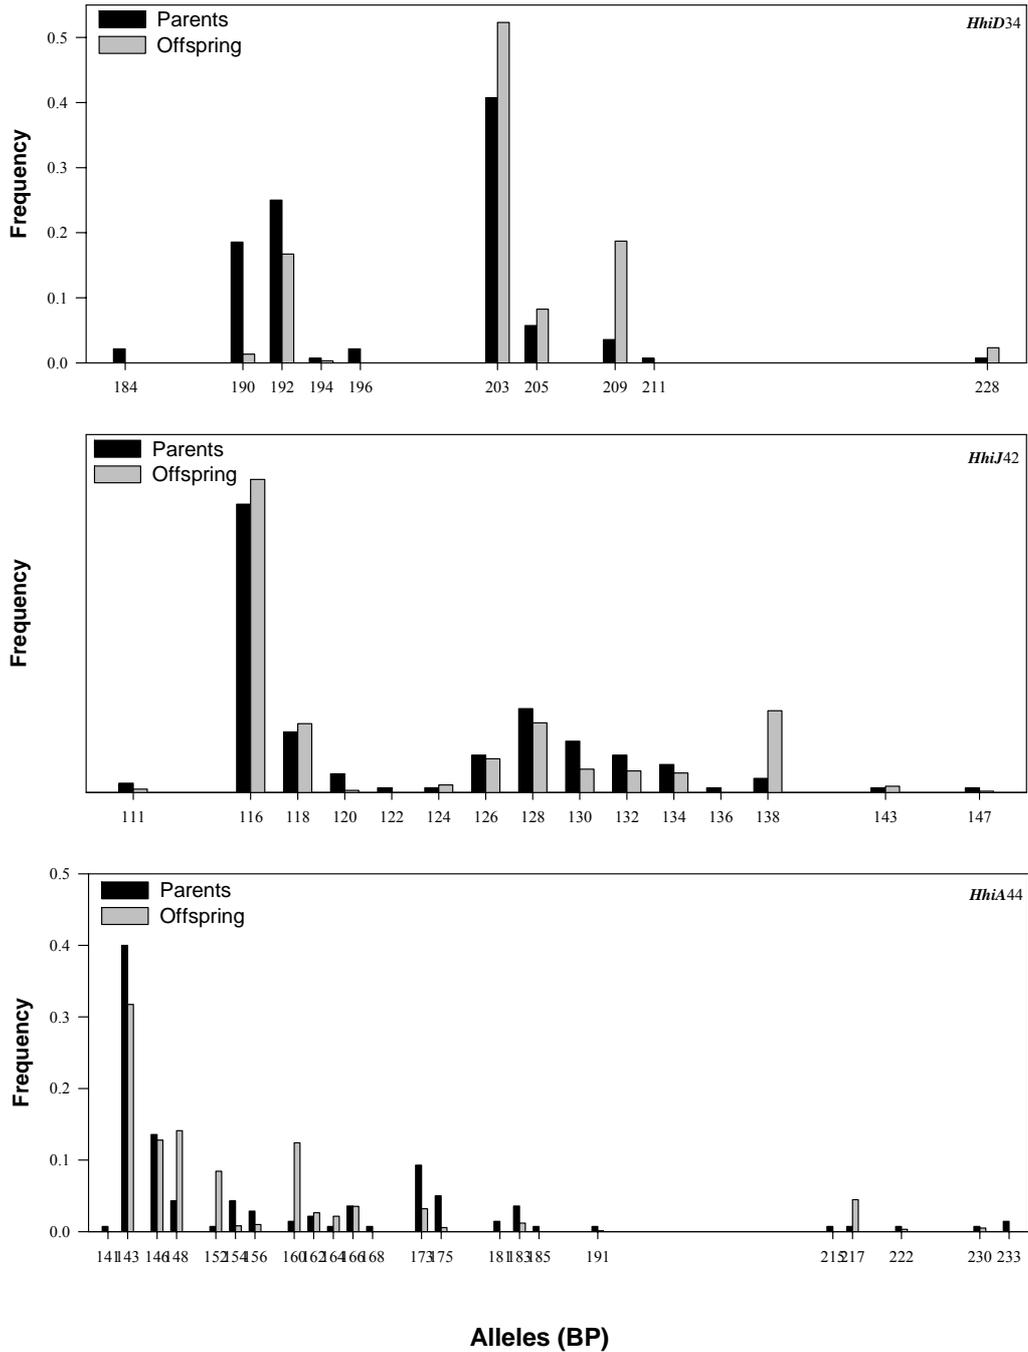 Parents
Offspring
HhiD34
Frequency
0.5
0.4
0.3
0.2
0.1
0.0
184 190 192 194 196 203 205 209 211 228
Parents
Offspring
HhiJ42
Frequency
111 116 118 120 122 124 126 128 130 132 134 136 138 143 147
Parents
Offspring
HhiA44
Frequency
0.5
0.4
0.3
0.2
0.1
0.0
141 143 146 148 152 154 156 160 162 164 166 168 173 175 181 183 185 191 215 217 222 230 233
Alleles (BP)